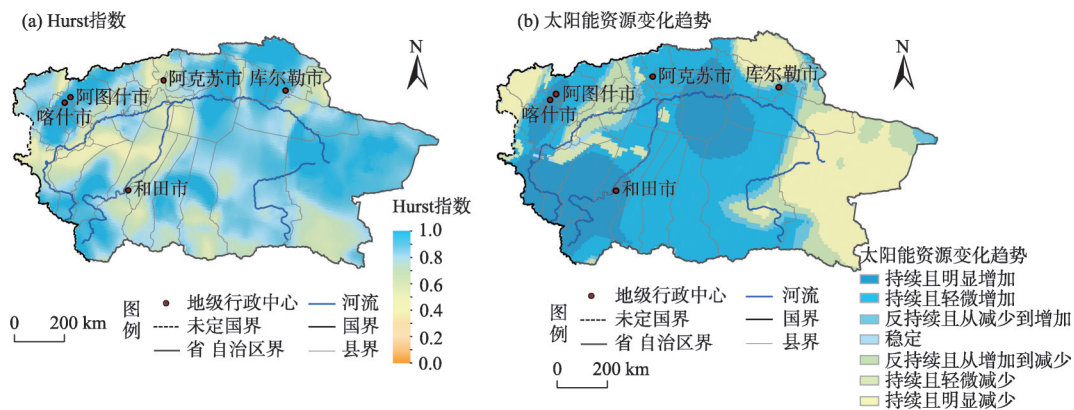 (a) Hurst指数
N
阿克苏市
库尔勒市
阿图什市
喀什市
和田市
Hurst指数
1.0
0.8
0.6
0.4
0.2
0.0
图例
地级行政中心
河流
未定国界
国界
省 自治区界
县界
0 200 km
(b) 太阳能资源变化趋势
N
阿克苏市
库尔勒市
阿图什市
喀什市
和田市
太阳能资源变化趋势
持续且明显增加
持续且轻微增加
反持续且从减少到增加
稳定
反持续且从增加到减少
持续且轻微减少
持续且明显减少
图例
地级行政中心
河流
未定国界
国界
省 自治区界
县界
0 200 km